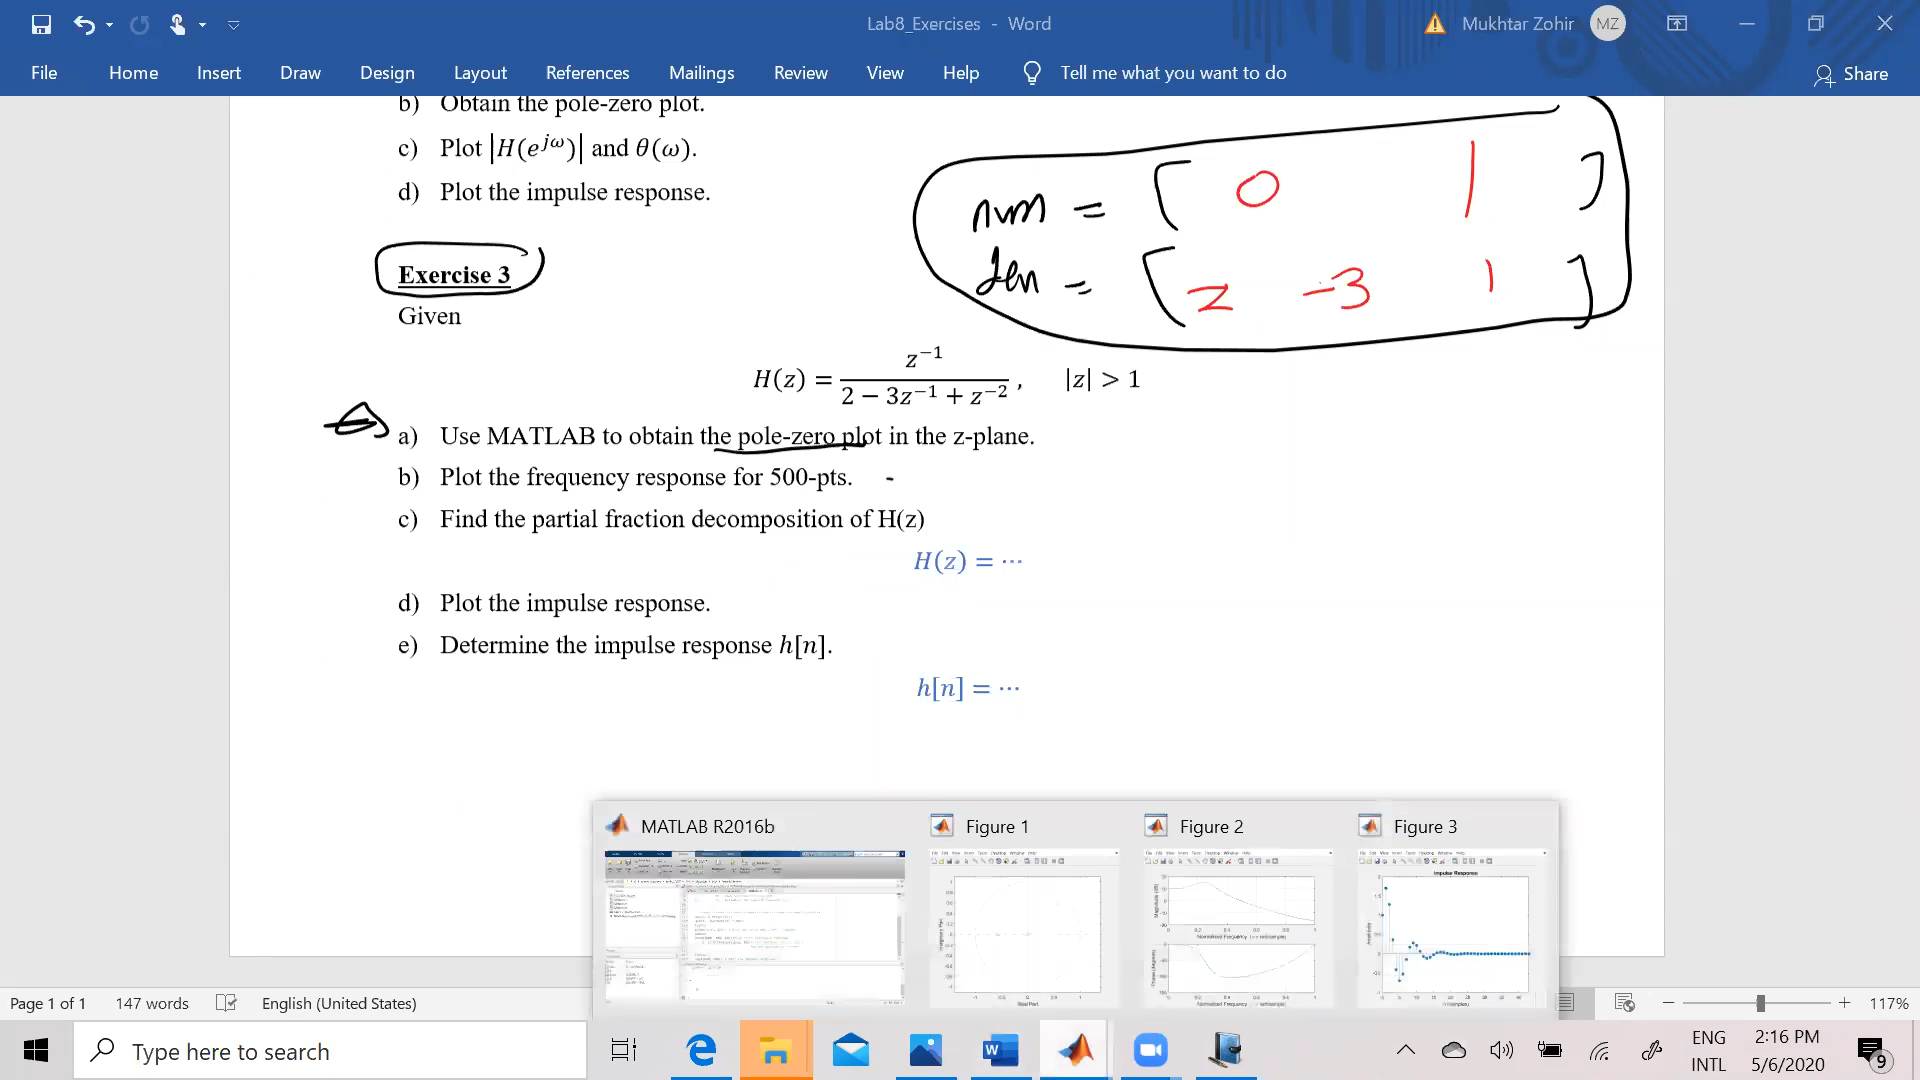 Lab8_Exercises - Word
Mukhtar Zohir MZ
File Home Insert Draw Design Layout References Mailings Review View Help Tell me what you want to do Share
b) Obtain the pole-zero plot.
c) Plot |H(e^{jω})| and θ(ω).
d) Plot the impulse response.
num = [ 0 1 ]
den = [ 2 -3 1 ]
Exercise 3
Given
H(z) = z⁻¹ / (2 − 3z⁻¹ + z⁻²), |z| > 1
a) Use MATLAB to obtain the pole-zero plot in the z-plane.
b) Plot the frequency response for 500-pts.
c) Find the partial fraction decomposition of H(z)
H(z) = ⋯
d) Plot the impulse response.
e) Determine the impulse response h[n].
h[n] = ⋯
MATLAB R2016b Figure 1 Figure 2 Figure 3
Impulse Response
Page 1 of 1 147 words English (United States) 117%
Type here to search
ENG
INTL
2:16 PM
5/6/2020
9